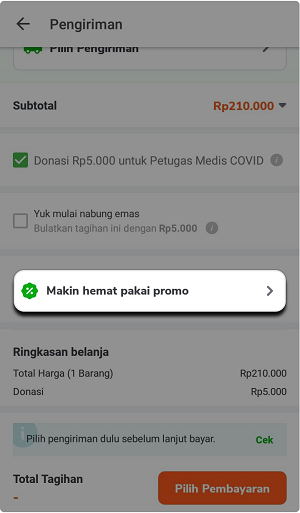 Pengiriman
Pilih Pengiriman
Subtotal Rp210.000
Donasi Rp5.000 untuk Petugas Medis COVID
Yuk mulai nabung emas
Bulatkan tagihan ini dengan Rp5.000
Makin hemat pakai promo
Ringkasan belanja
Total Harga (1 Barang) Rp210.000
Donasi Rp5.000
Pilih pengiriman dulu sebelum lanjut bayar. Cek
Total Tagihan
-
Pilih Pembayaran